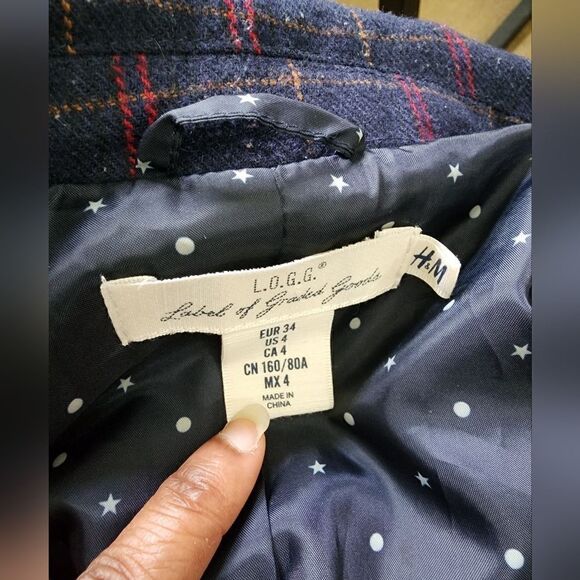 L.O.G.G.®
Label of Graded Goods
H&M
EUR 34
US 4
CA 4
CN 160/80A
MX 4
MADE IN
CHINA